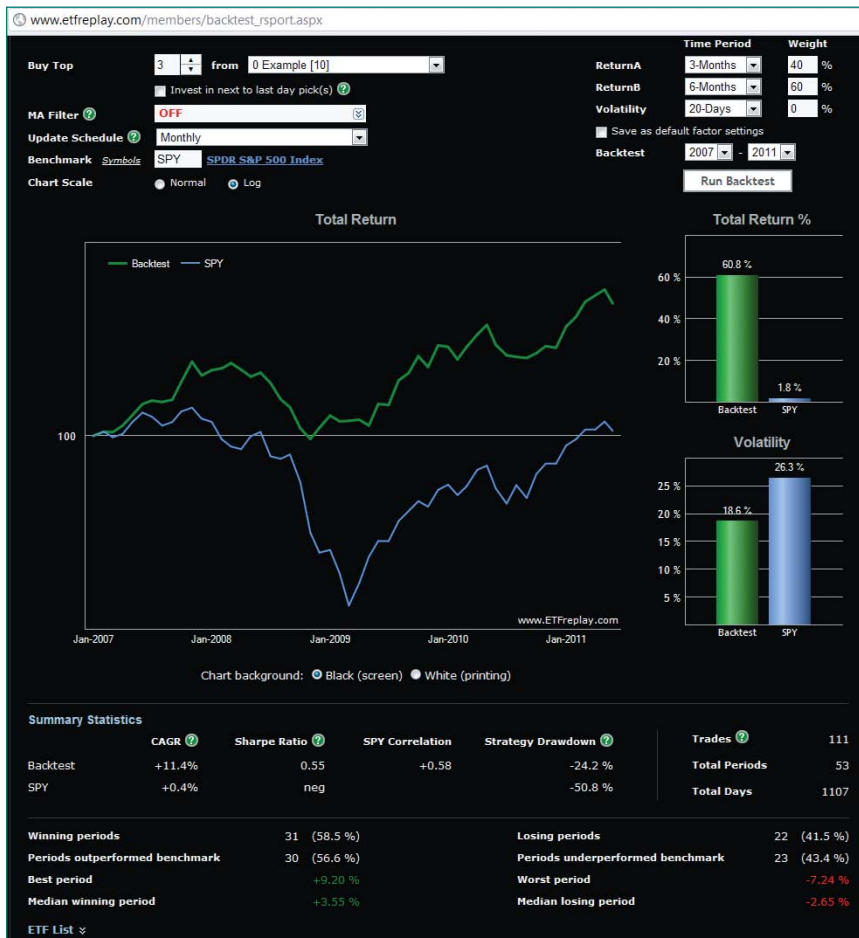 www.etfreplay.com/members/backtest_rsport.aspx
Time Period Weight
Buy Top 3 from 0 Example [10]
ReturnA 3-Months 40 %
Invest in next to last day pick(s) ?
ReturnB 6-Months 60 %
MA Filter ? OFF
Volatility 20-Days 0 %
Update Schedule ? Monthly
Save as default factor settings
Benchmark Symbols SPY SPDR S&P 500 Index
Backtest 2007 - 2011
Chart Scale Normal Log
Run Backtest
Total Return
Backtest SPY
100
www.ETFreplay.com
Jan-2007 Jan-2008 Jan-2009 Jan-2010 Jan-2011
Total Return %
60.8 %
60 %
40 %
20 %
1.8 %
Backtest SPY
Volatility
26.3 %
25 %
18.6 %
20 %
15 %
10 %
5 %
Backtest SPY
Chart background: Black (screen) White (printing)
Summary Statistics
CAGR ? Sharpe Ratio ? SPY Correlation Strategy Drawdown ?
Backtest +11.4% 0.55 +0.58 -24.2 %
SPY +0.4% neg -50.8 %
Trades ? 111
Total Periods 53
Total Days 1107
Winning periods 31 (58.5 %) Losing periods 22 (41.5 %)
Periods outperformed benchmark 30 (56.6 %) Periods underperformed benchmark 23 (43.4 %)
Best period +9.20 % Worst period -7.24 %
Median winning period +3.55 % Median losing period -2.65 %
ETF List